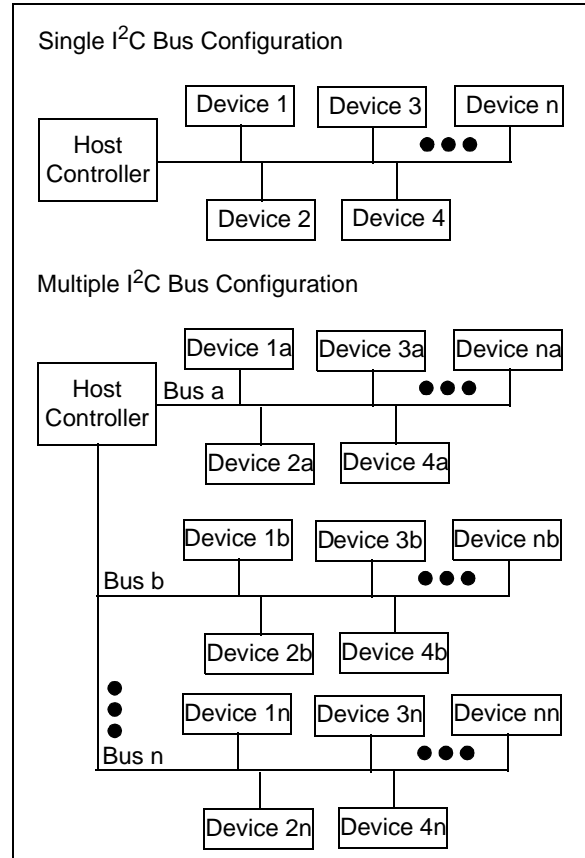 Single I²C Bus Configuration
Device 1
Device 3
Device n
Host
Controller
Device 2
Device 4
Multiple I²C Bus Configuration
Device 1a
Device 3a
Device na
Host
Controller
Bus a
Device 2a
Device 4a
Device 1b
Device 3b
Device nb
Bus b
Device 2b
Device 4b
Device 1n
Device 3n
Device nn
Bus n
Device 2n
Device 4n